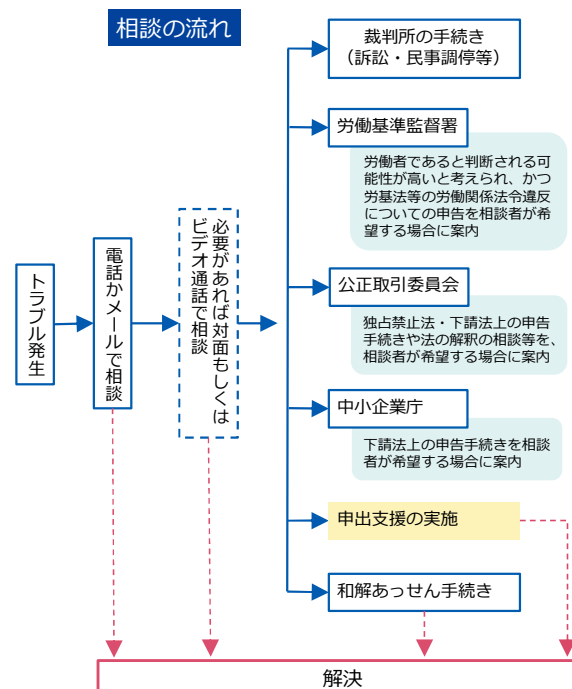 相談の流れ
トラブル発生
電話かメールで相談
必要があれば対面もしくは
ビデオ通話で相談
裁判所の手続き
（訴訟・民事調停等）
労働基準監督署
労働者であると判断される可
能性が高いと考えられ、かつ
労基法等の労働関係法令違反
についての申告を相談者が希
望する場合に案内
公正取引委員会
独占禁止法・下請法上の申告
手続きや法の解釈の相談等を、
相談者が希望する場合に案内
中小企業庁
下請法上の申告手続きを相談
者が希望する場合に案内
申出支援の実施
和解あっせん手続き
解決